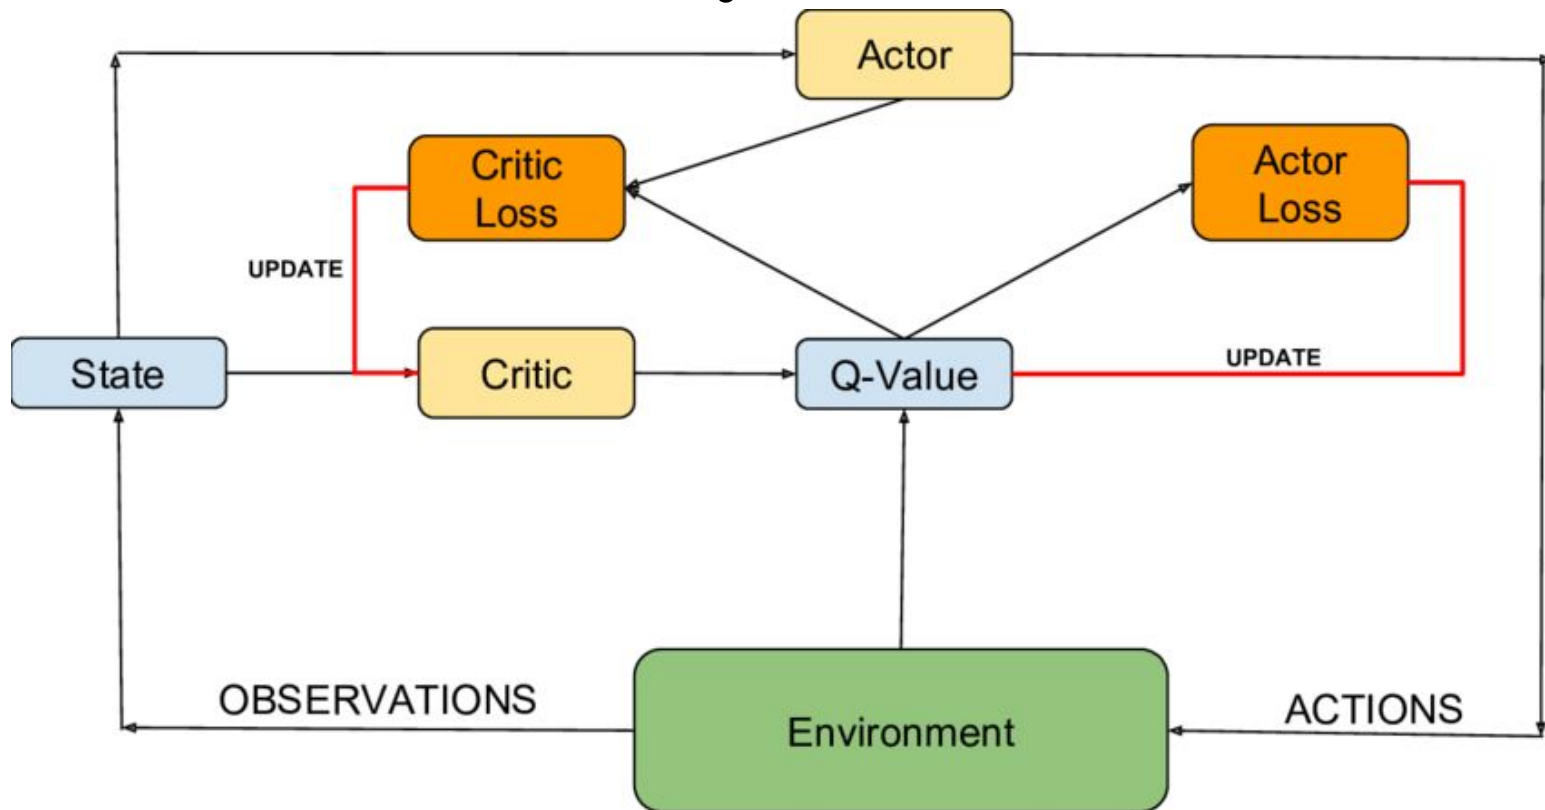 Actor
Critic
Loss
Actor
Loss
UPDATE
State
Critic
Q-Value
UPDATE
OBSERVATIONS
ACTIONS
Environment